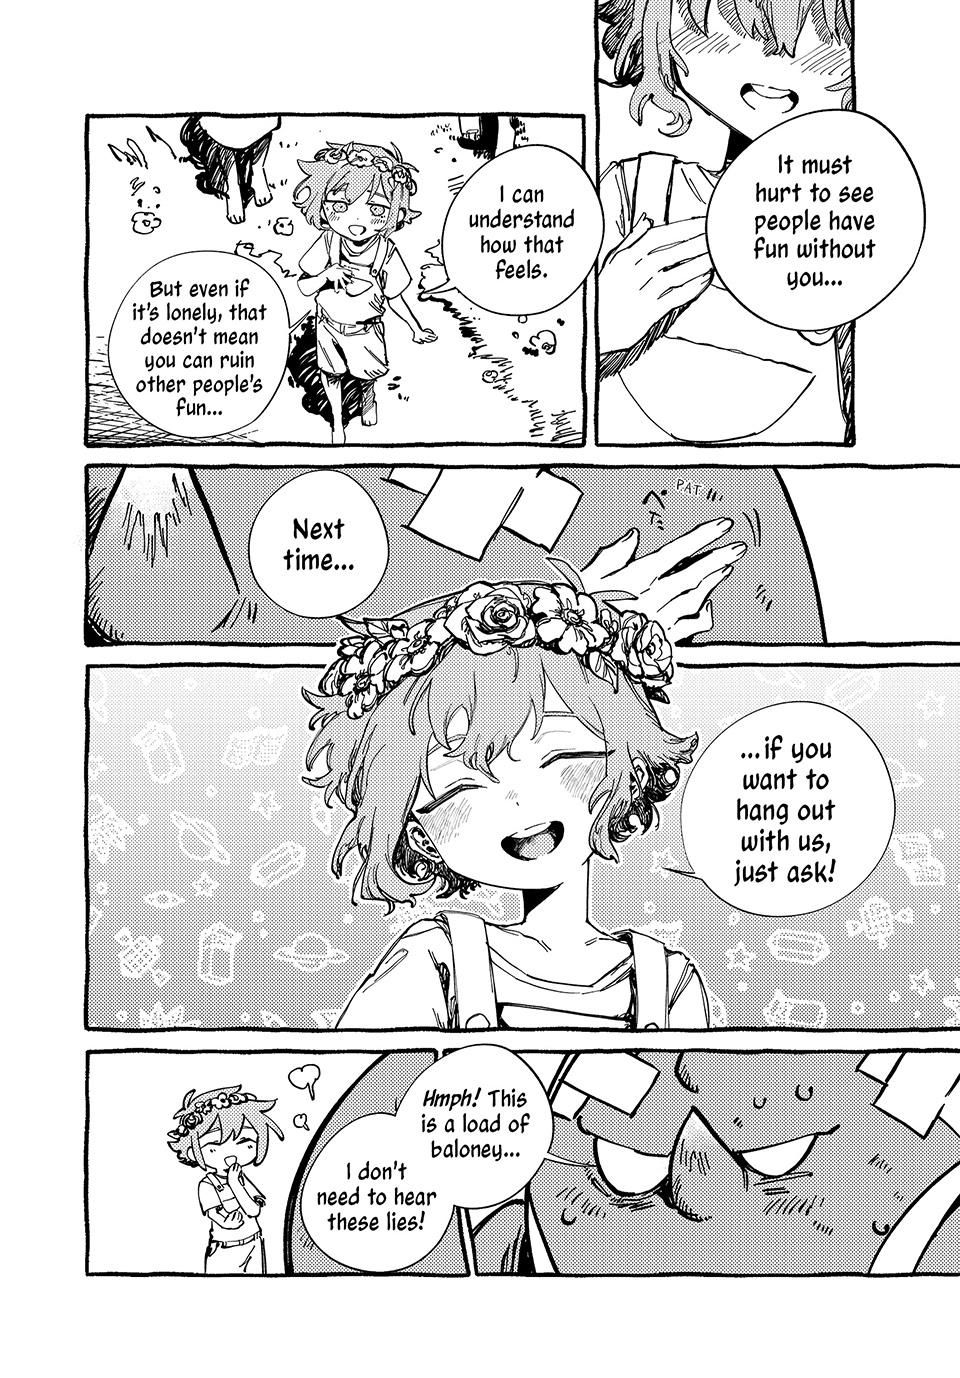 It must
hurt to see
people have
fun without
you...
I can
understand
how that
feels.
But even if
it's lonely, that
doesn't mean
you can ruin
other people's
fun...
ペ
PAT
Next
time...
...if you
want to
hang out
with us,
just ask!
Hmph! This
is a load of
baloney...
I don't
need to hear
these lies!